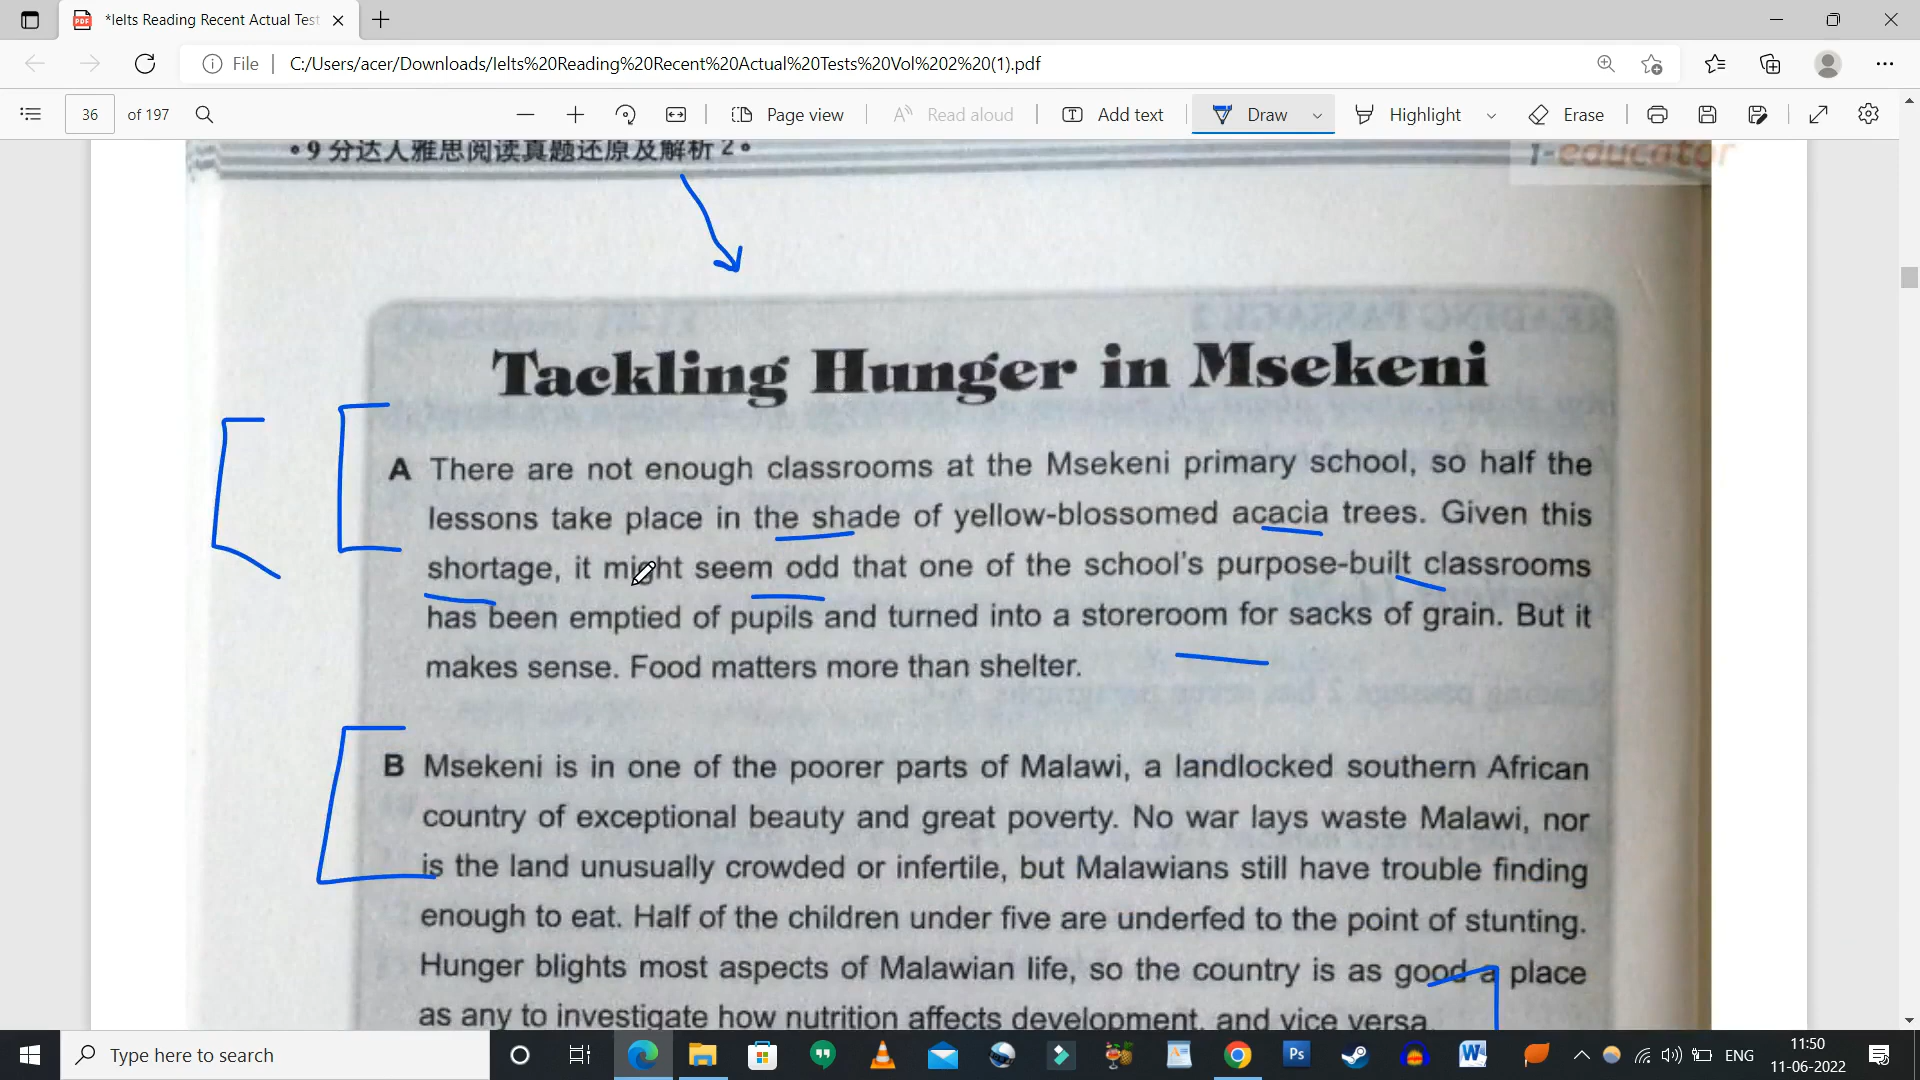 *Ielts Reading Recent Actual Test
File
C:/Users/acer/Downloads/Ielts%20Reading%20Recent%20Actual%20Tests%20Vol%202%20(1).pdf
36 of 197
Page view
Read aloud
Add text
Draw
Highlight
Erase
•9分达人雅思阅读真题还原及解析2•
i-educator
Tackling Hunger in Msekeni
A There are not enough classrooms at the Msekeni primary school, so half the
lessons take place in the shade of yellow-blossomed acacia trees. Given this
shortage, it might seem odd that one of the school's purpose-built classrooms
has been emptied of pupils and turned into a storeroom for sacks of grain. But it
makes sense. Food matters more than shelter.
B Msekeni is in one of the poorer parts of Malawi, a landlocked southern African
country of exceptional beauty and great poverty. No war lays waste Malawi, nor
is the land unusually crowded or infertile, but Malawians still have trouble finding
enough to eat. Half of the children under five are underfed to the point of stunting.
Hunger blights most aspects of Malawian life, so the country is as good a place
as any to investigate how nutrition affects development, and vice versa.
Type here to search
ENG
11:50
11-06-2022